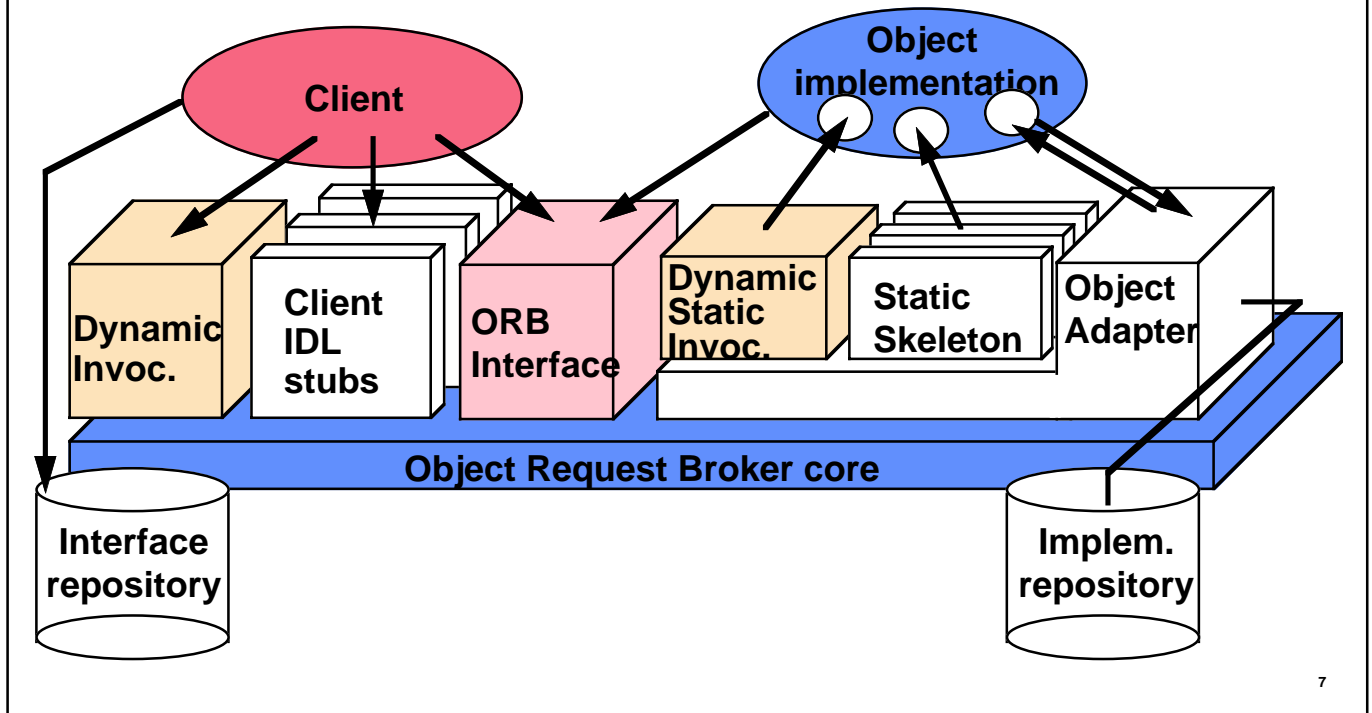 Client
Object
implementation
Dynamic
Invoc.
Client
IDL
stubs
ORB
Interface
Dynamic
Static
Invoc.
Static
Skeleton
Object
Adapter
Object Request Broker core
Interface
repository
Implem.
repository
7